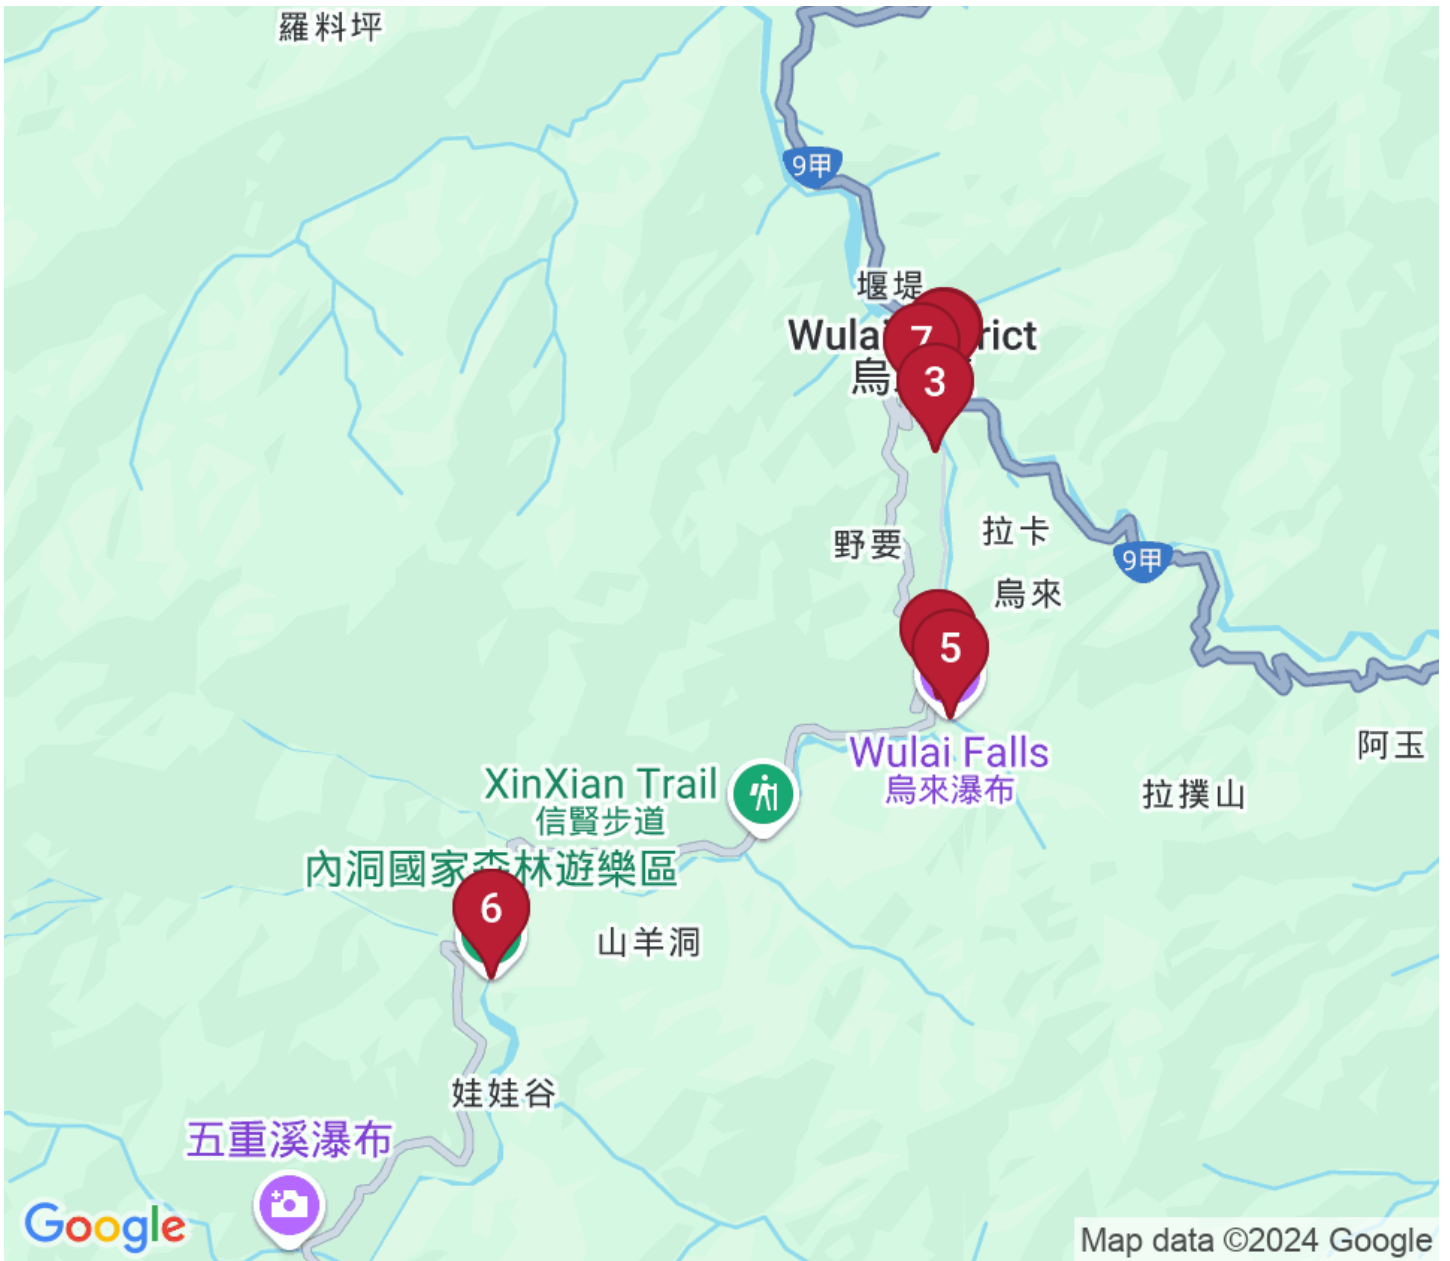 羅料坪
9甲
堰堤
Wulai
rict
7
烏
3
拉卡
野要
9甲
烏來
5
阿玉
Wulai Falls
烏來瀑布
拉撲山
XinXian Trail
信賢步道
內洞國家森林遊樂區
6
山羊洞
娃娃谷
五重溪瀑布
Google
Map data ©2024 Google